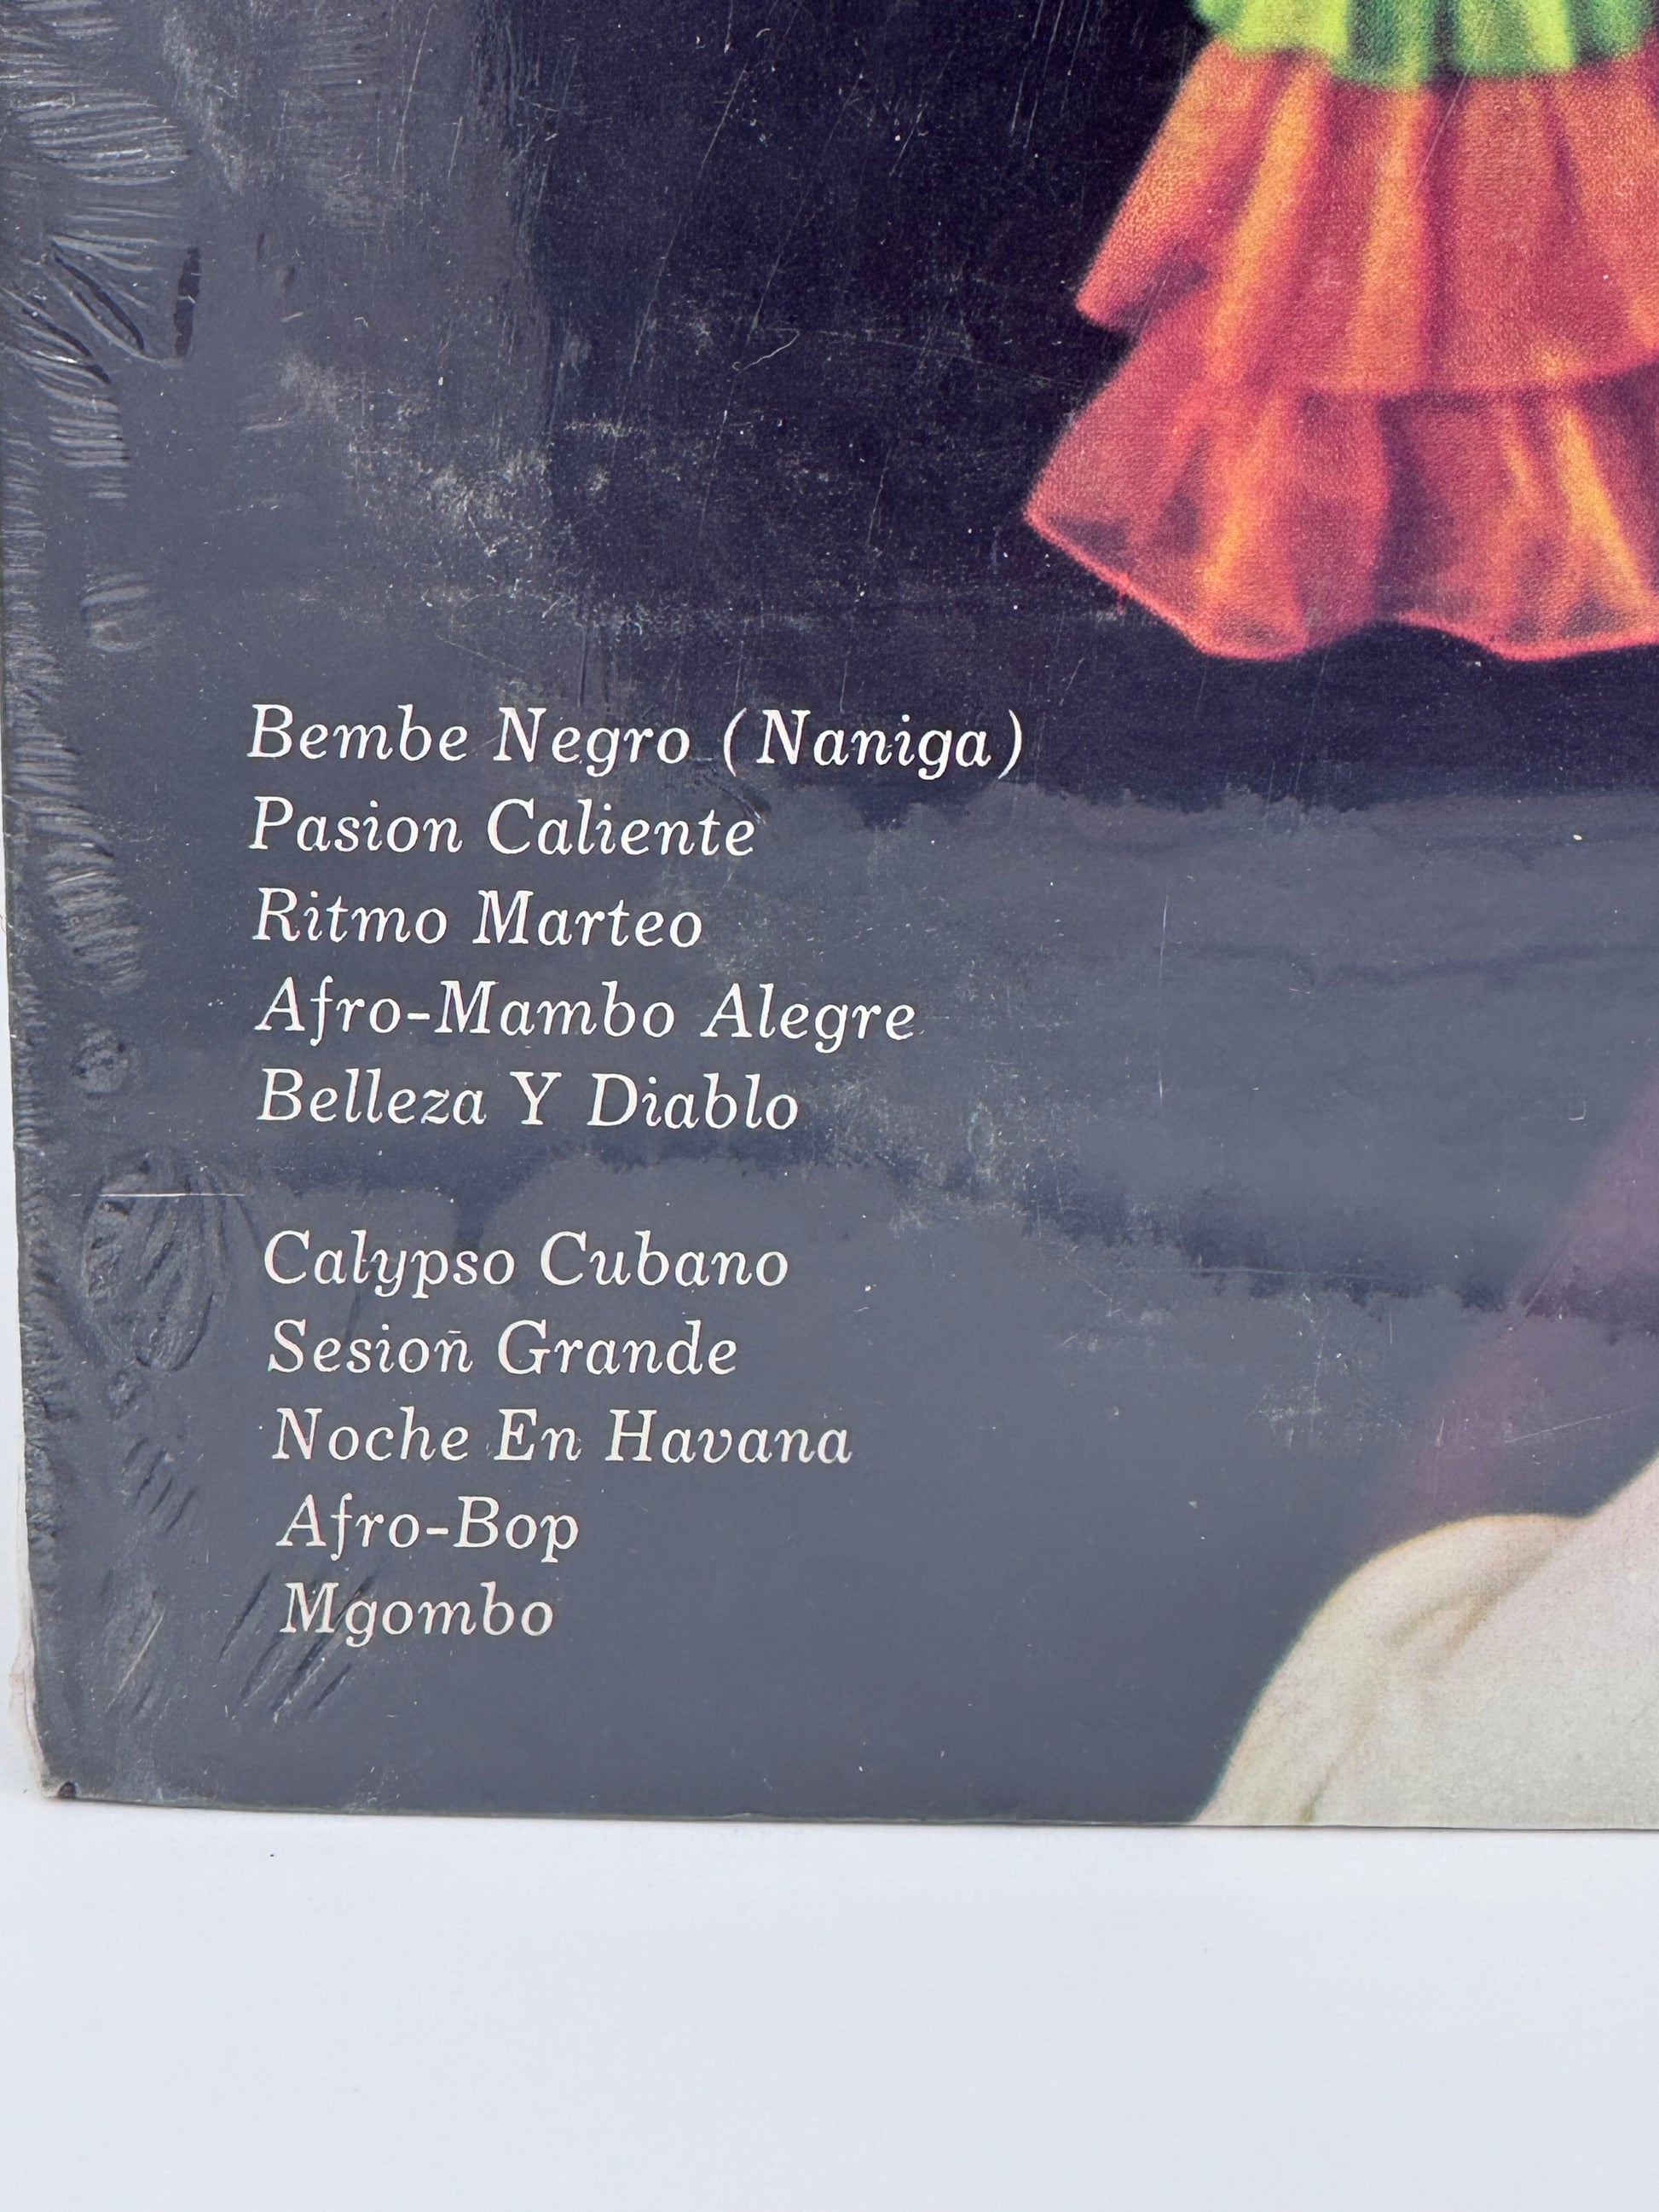 Bembe Negro (Naniga)
Pasion Caliente
Ritmo Marteo
Afro-Mambo Alegre
Belleza Y Diablo
Calypso Cubano
Sesioñ Grande
Noche En Havana
Afro-Bop
Mgombo